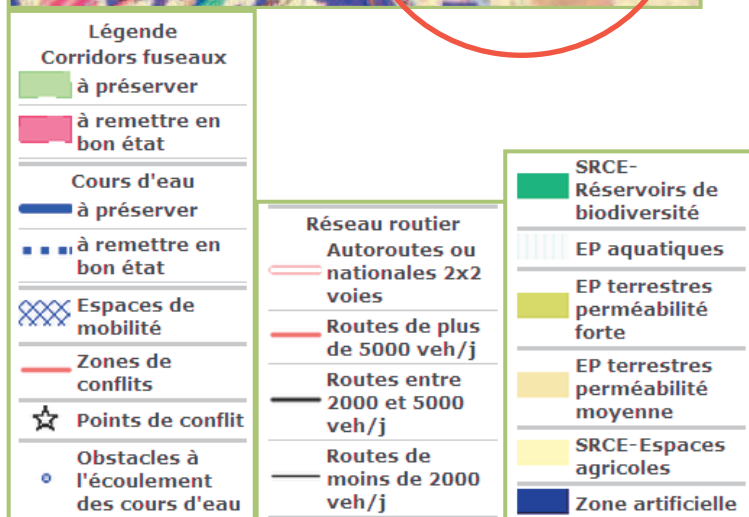 Légende
Corridors fuseaux
à préserver
à remettre en
bon état
Cours d'eau
à préserver
à remettre en
bon état
Espaces de
mobilité
Zones de
conflits
Points de conflit
Obstacles à
l'écoulement
des cours d'eau
Réseau routier
Autoroutes ou
nationales 2x2
voies
Routes de plus
de 5000 veh/j
Routes entre
2000 et 5000
veh/j
Routes de
moins de 2000
veh/j
SRCE-
Réservoirs de
biodiversité
EP aquatiques
EP terrestres
perméabilité
forte
EP terrestres
perméabilité
moyenne
SRCE-Espaces
agricoles
Zone artificielle